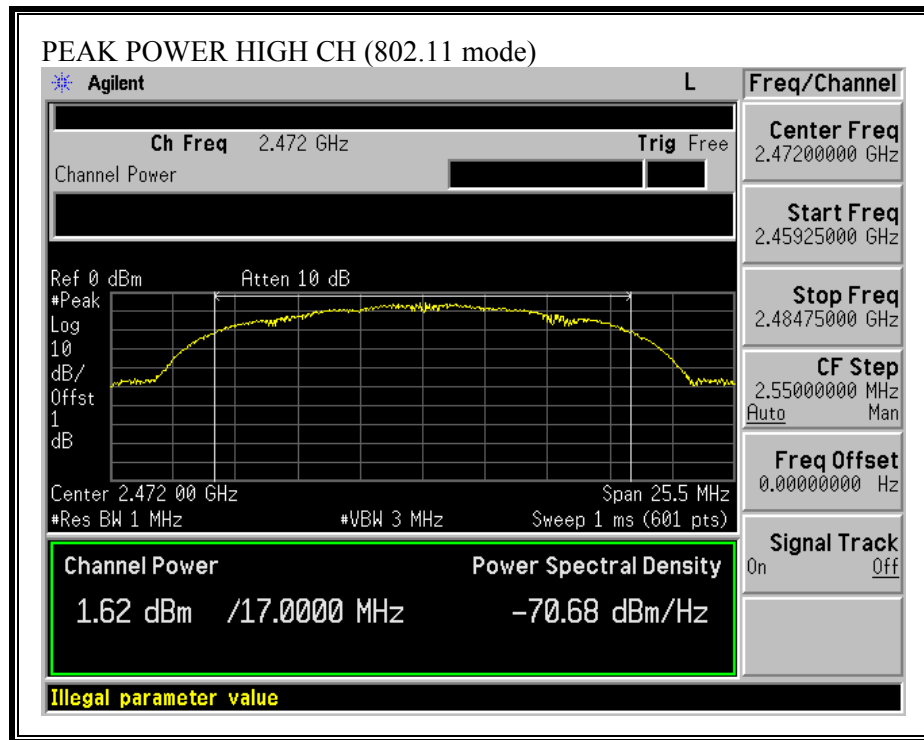 PEAK POWER HIGH CH (802.11 mode)
Agilent L Freq/Channel
Ch Freq 2.472 GHz Trig Free
Channel Power
Center Freq
2.47200000 GHz
Start Freq
2.45925000 GHz
Stop Freq
2.48475000 GHz
CF Step
2.55000000 MHz
Auto Man
Freq Offset
0.00000000 Hz
Signal Track
On Off
Ref 0 dBm Atten 10 dB
#Peak
Log
10
dB/
Offst
1
dB
Center 2.472 00 GHz Span 25.5 MHz
#Res BW 1 MHz #VBW 3 MHz Sweep 1 ms (601 pts)
Channel Power Power Spectral Density
1.62 dBm /17.0000 MHz -70.68 dBm/Hz
Illegal parameter value